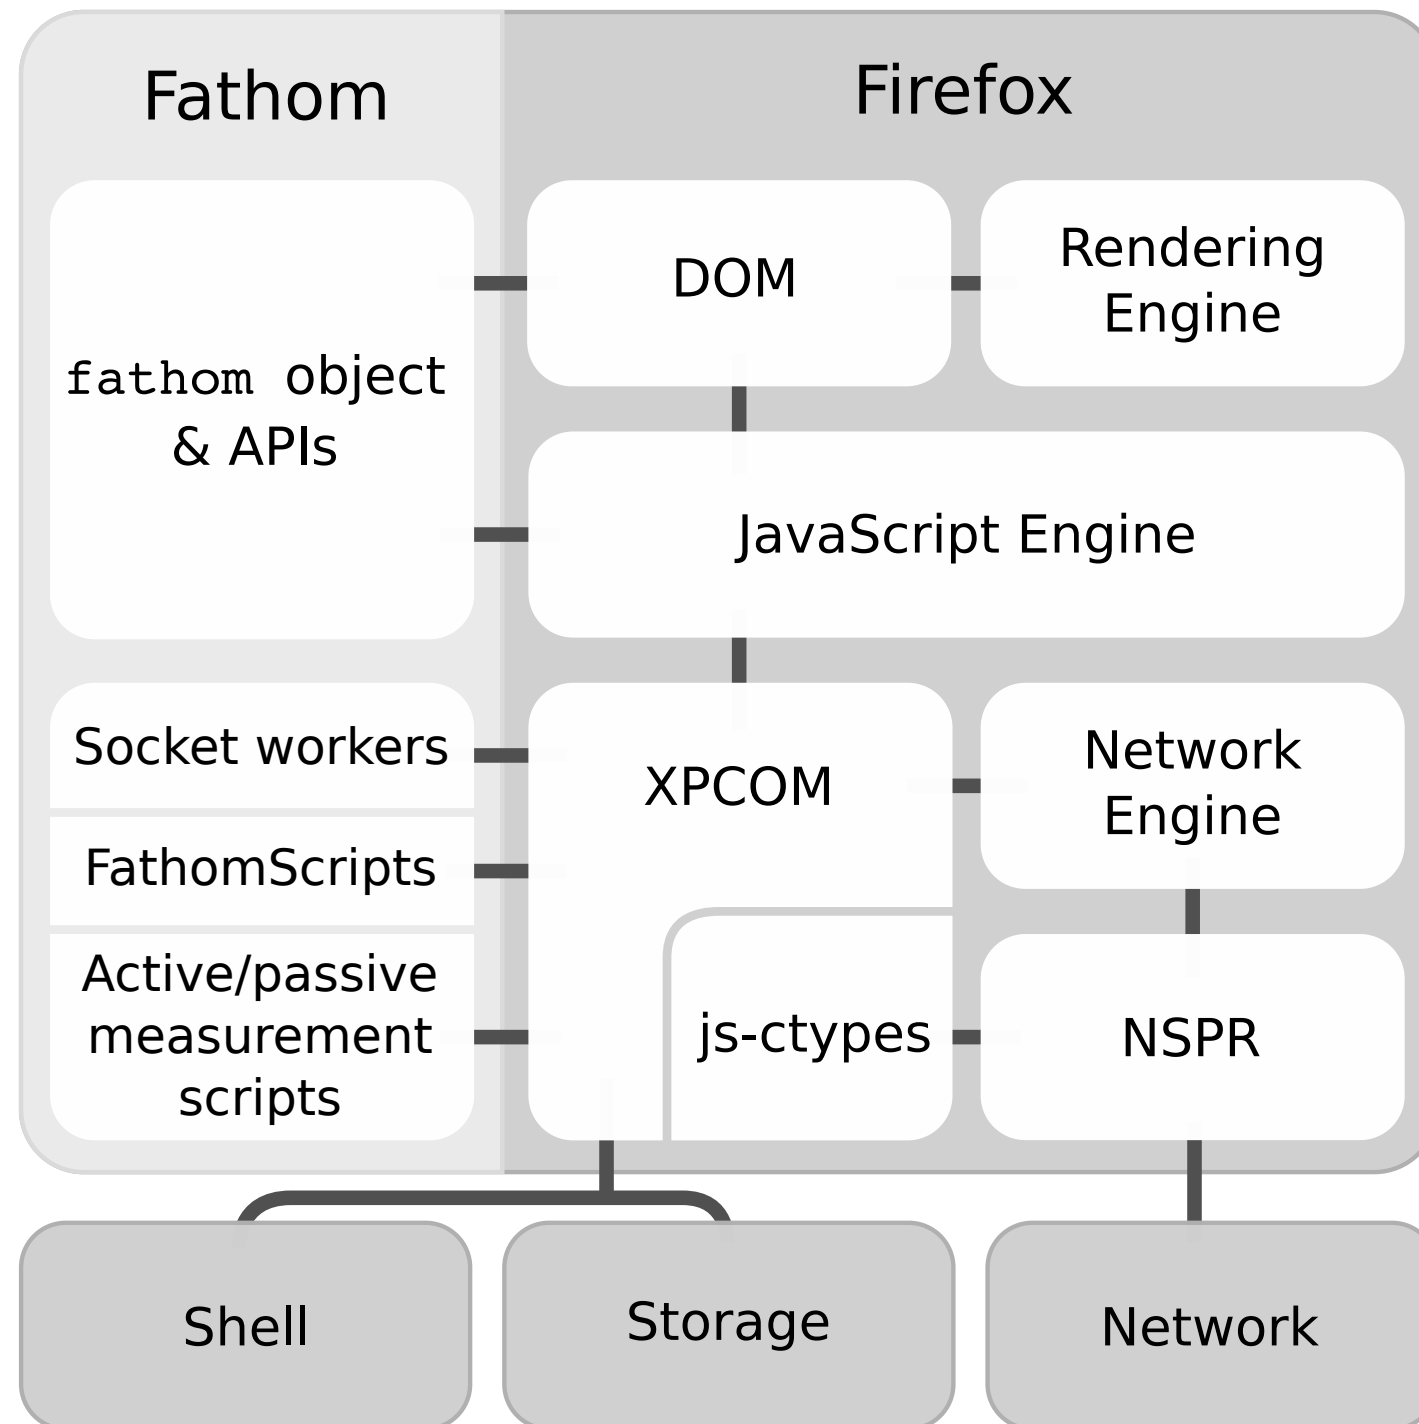 Fathom
Firefox
fathom object
& APIs
DOM
Rendering
Engine
JavaScript Engine
Socket workers
FathomScripts
Active/passive
measurement
scripts
XPCOM
js-ctypes
Network
Engine
NSPR
Shell
Storage
Network